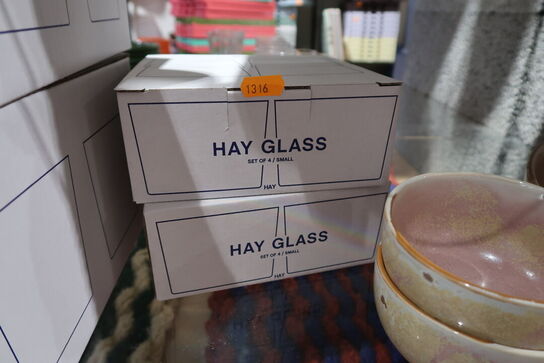 1316
HAY GLASS
SET OF 4 / SMALL
HAY
HAY GLASS
SET OF 4 / SMALL
HAY